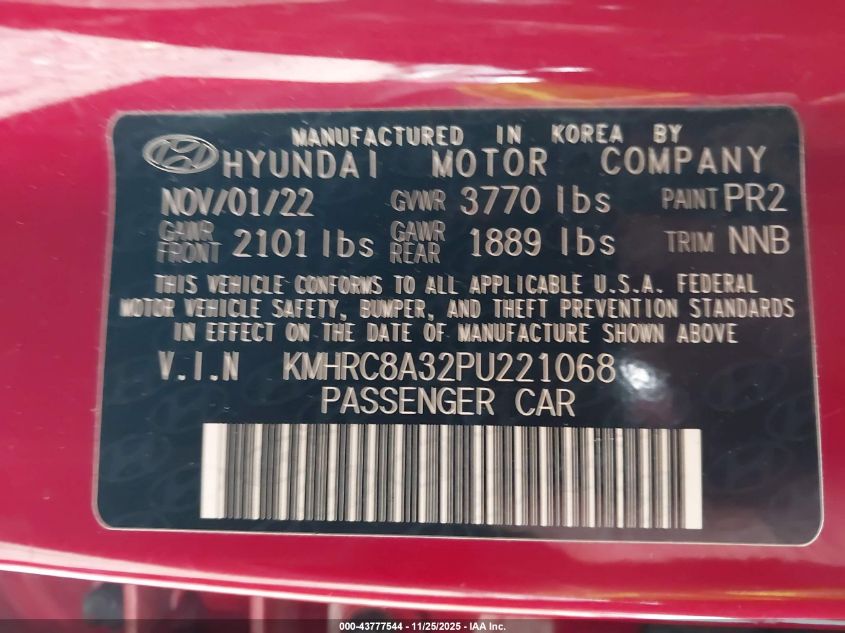 MANUFACTURED IN KOREA BY
HYUNDAI MOTOR COMPANY
NOV/01/22 GVWR 3770 lbs PAINT PR2
GAWR FRONT 2101 lbs GAWR REAR 1889 lbs TRIM NNB
THIS VEHICLE CONFORMS TO ALL APPLICABLE U.S.A. FEDERAL
MOTOR VEHICLE SAFETY, BUMPER, AND THEFT PREVENTION STANDARDS
IN EFFECT ON THE DATE OF MANUFACTURE SHOWN ABOVE
V.I.N KMHRC8A32PU221068
PASSENGER CAR
000-43777544 - 11/25/2025 - IAA Holdings, LLC.